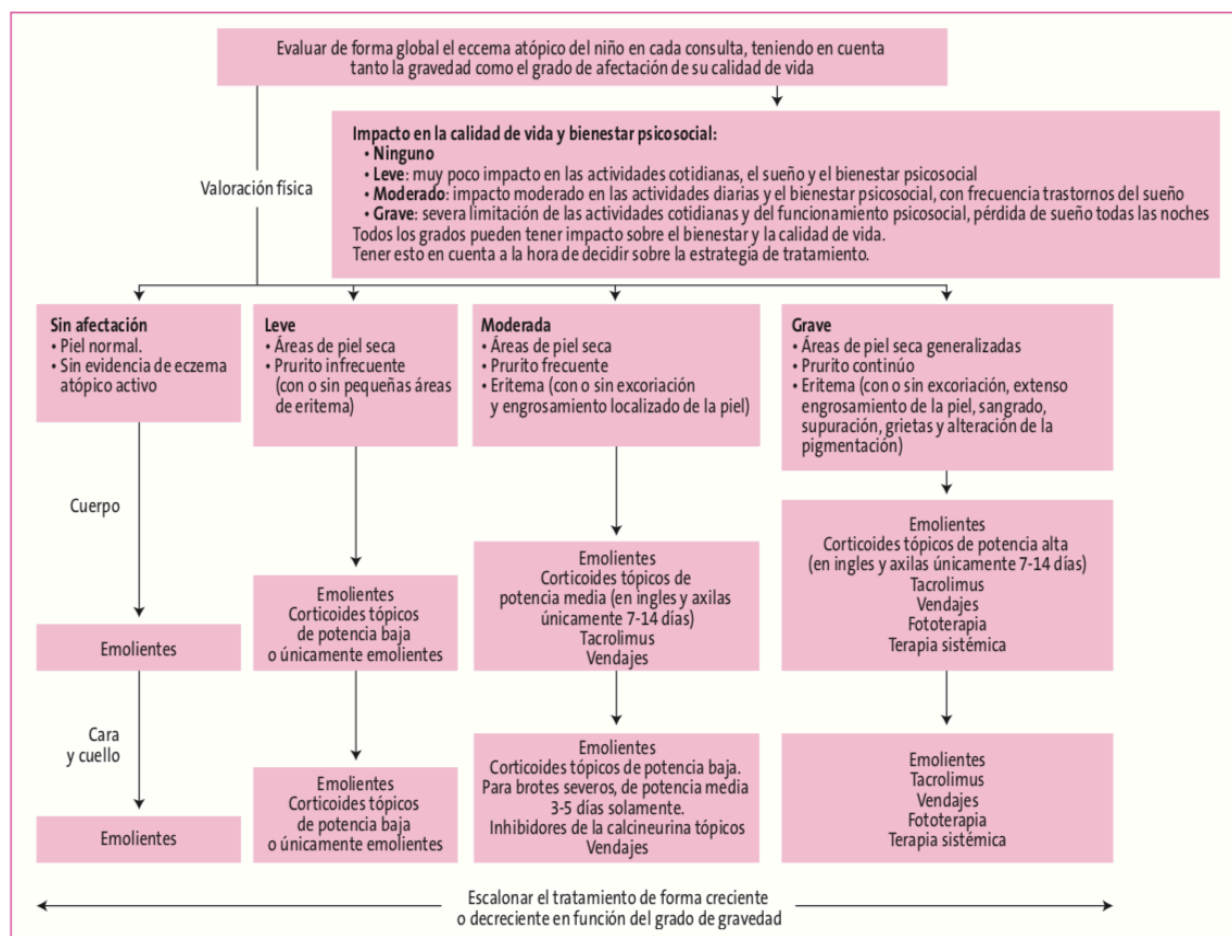 Evaluar de forma global el eccema atópico del niño en cada consulta, teniendo en cuenta
tanto la gravedad como el grado de afectación de su calidad de vida
Impacto en la calidad de vida y bienestar psicosocial:
• Ninguno
• Leve: muy poco impacto en las actividades cotidianas, el sueño y el bienestar psicosocial
• Moderado: impacto moderado en las actividades diarias y el bienestar psicosocial, con frecuencia trastornos del sueño
• Grave: severa limitación de las actividades cotidianas y del funcionamiento psicosocial, pérdida de sueño todas las noches
Todos los grados pueden tener impacto sobre el bienestar y la calidad de vida.
Tener esto en cuenta a la hora de decidir sobre la estrategia de tratamiento.
Valoración física
Sin afectación
• Piel normal.
• Sin evidencia de eczema
atópico activo
Leve
• Áreas de piel seca
• Prurito infrecuente
(con o sin pequeñas áreas
de eritema)
Moderada
• Áreas de piel seca
• Prurito frecuente
• Eritema (con o sin excoriación
y engrosamiento localizado de la piel)
Grave
• Áreas de piel seca generalizadas
• Prurito continúo
• Eritema (con o sin excoriación, extenso
engrosamiento de la piel, sangrado,
supuración, grietas y alteración de la
pigmentación)
Cuerpo
Emolientes
Emolientes
Corticoides tópicos
de potencia baja
o únicamente emolientes
Emolientes
Corticoides tópicos de
potencia media (en ingles y axilas
únicamente 7-14 días)
Tacrolimus
Vendajes
Emolientes
Corticoides tópicos de potencia alta
(en ingles y axilas únicamente 7-14 días)
Tacrolimus
Vendajes
Fototerapia
Terapia sistémica
Cara
y cuello
Emolientes
Emolientes
Corticoides tópicos
de potencia baja
o únicamente emolientes
Emolientes
Corticoides tópicos de potencia baja.
Para brotes severos, de potencia media
3-5 días solamente.
Inhibidores de la calcineurina tópicos
Vendajes
Emolientes
Tacrolimus
Vendajes
Fototerapia
Terapia sistémica
Escalonar el tratamiento de forma creciente
o decreciente en función del grado de gravedad